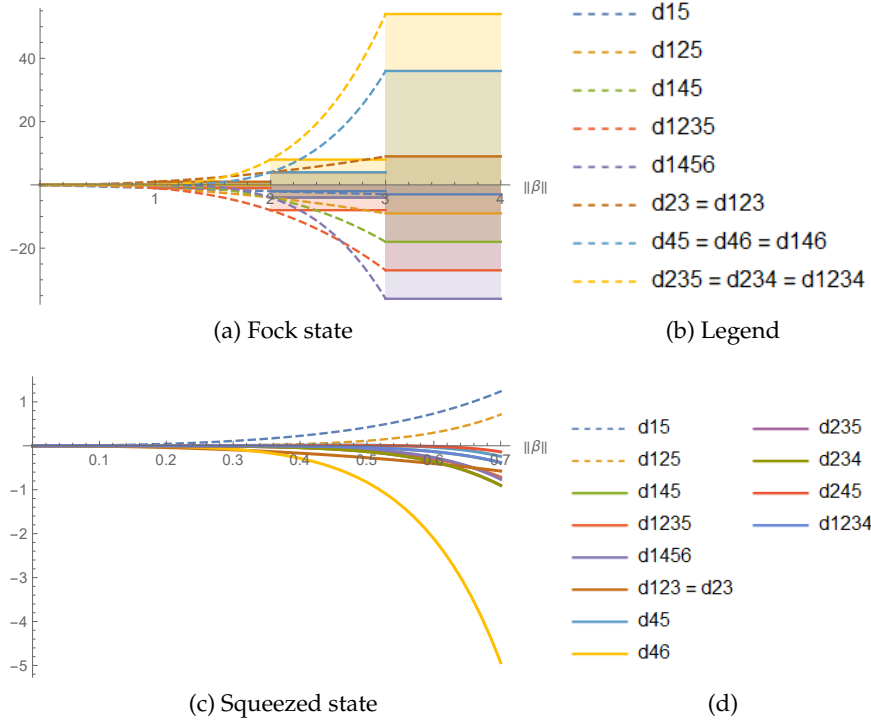 40
20
−20
1
2
3
4
‖β‖
(a) Fock state
d15
d125
d145
d1235
d1456
d23 = d123
d45 = d46 = d146
d235 = d234 = d1234
(b) Legend
1
−1
−2
−3
−4
−5
0.1
0.2
0.3
0.4
0.5
0.6
0.7
‖β‖
(c) Squeezed state
d15
d125
d145
d1235
d1456
d123 = d23
d45
d46
d235
d234
d245
d1234
(d)